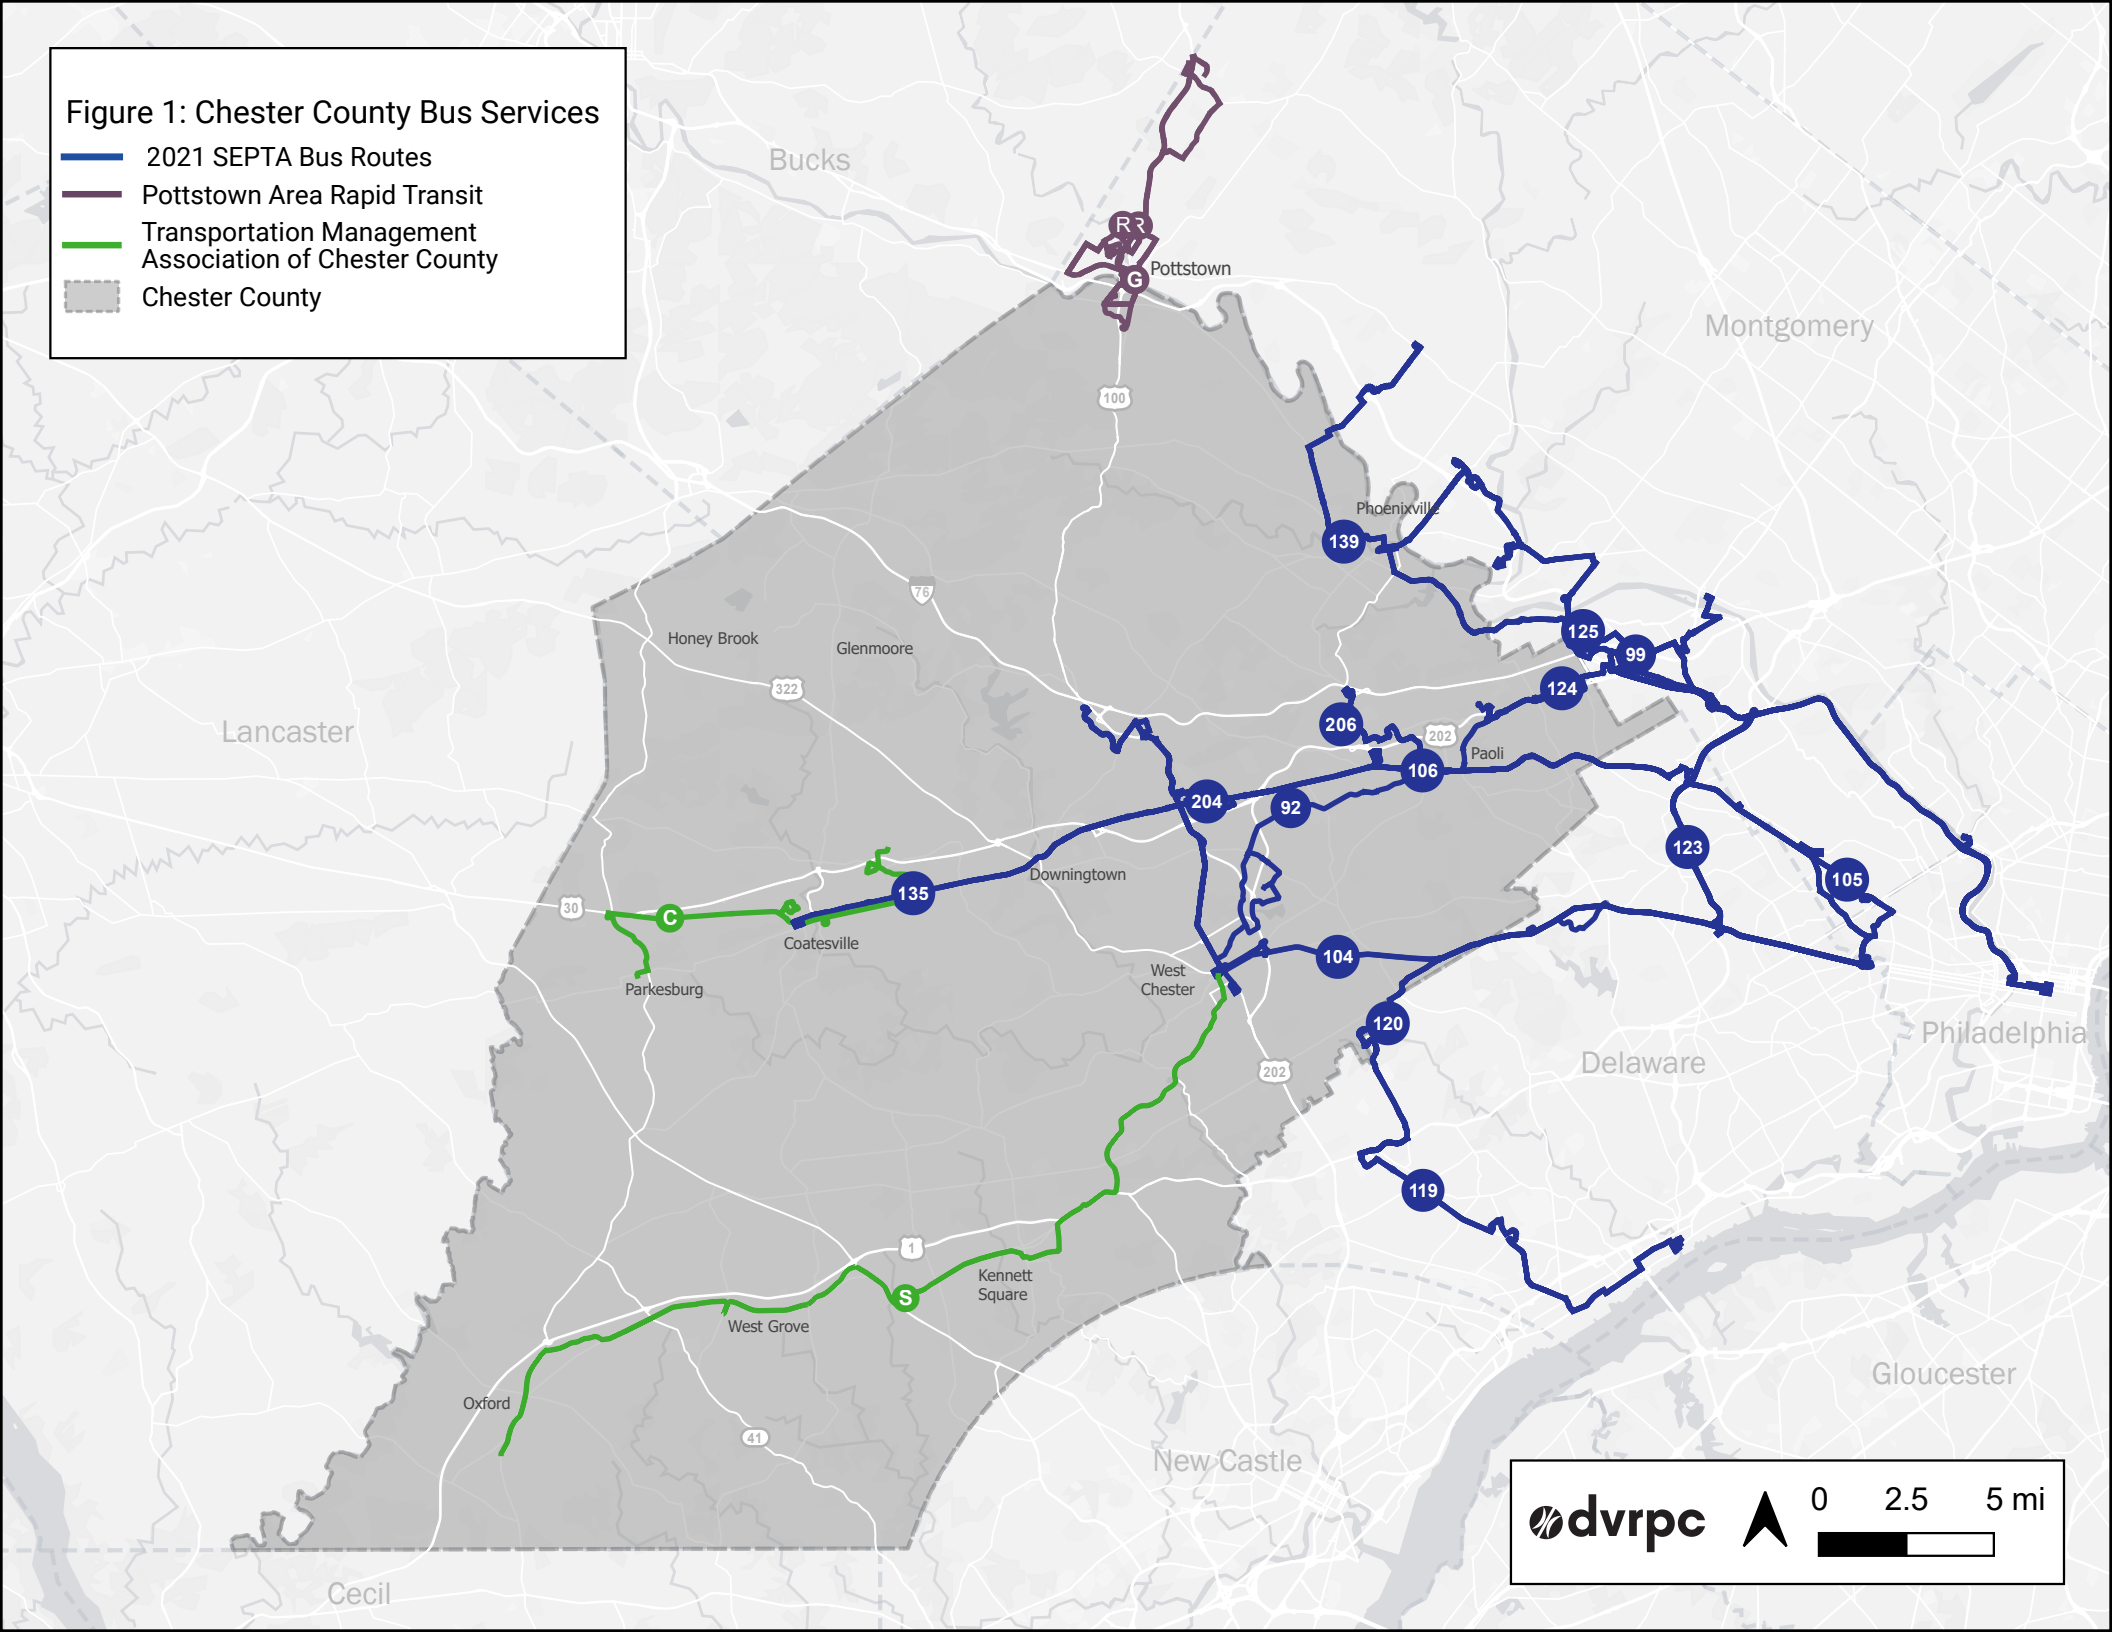 Figure 1: Chester County Bus Services
2021 SEPTA Bus Routes
Pottstown Area Rapid Transit
Transportation Management
Association of Chester County
Chester County
Bucks
R
R
G
Pottstown
Montgomery
100
Phoenixville
139
76
Honey Brook
Glenmoore
125
99
322
124
206
202
Lancaster
Paoli
106
204
92
123
Downingtown
105
135
30
C
Coatesville
104
West
Chester
Parkesburg
120
Philadelphia
Delaware
202
119
1
Kennett
Square
S
West Grove
Gloucester
Oxford
41
New Castle
Cecil
dvrpc
0 2.5 5 mi